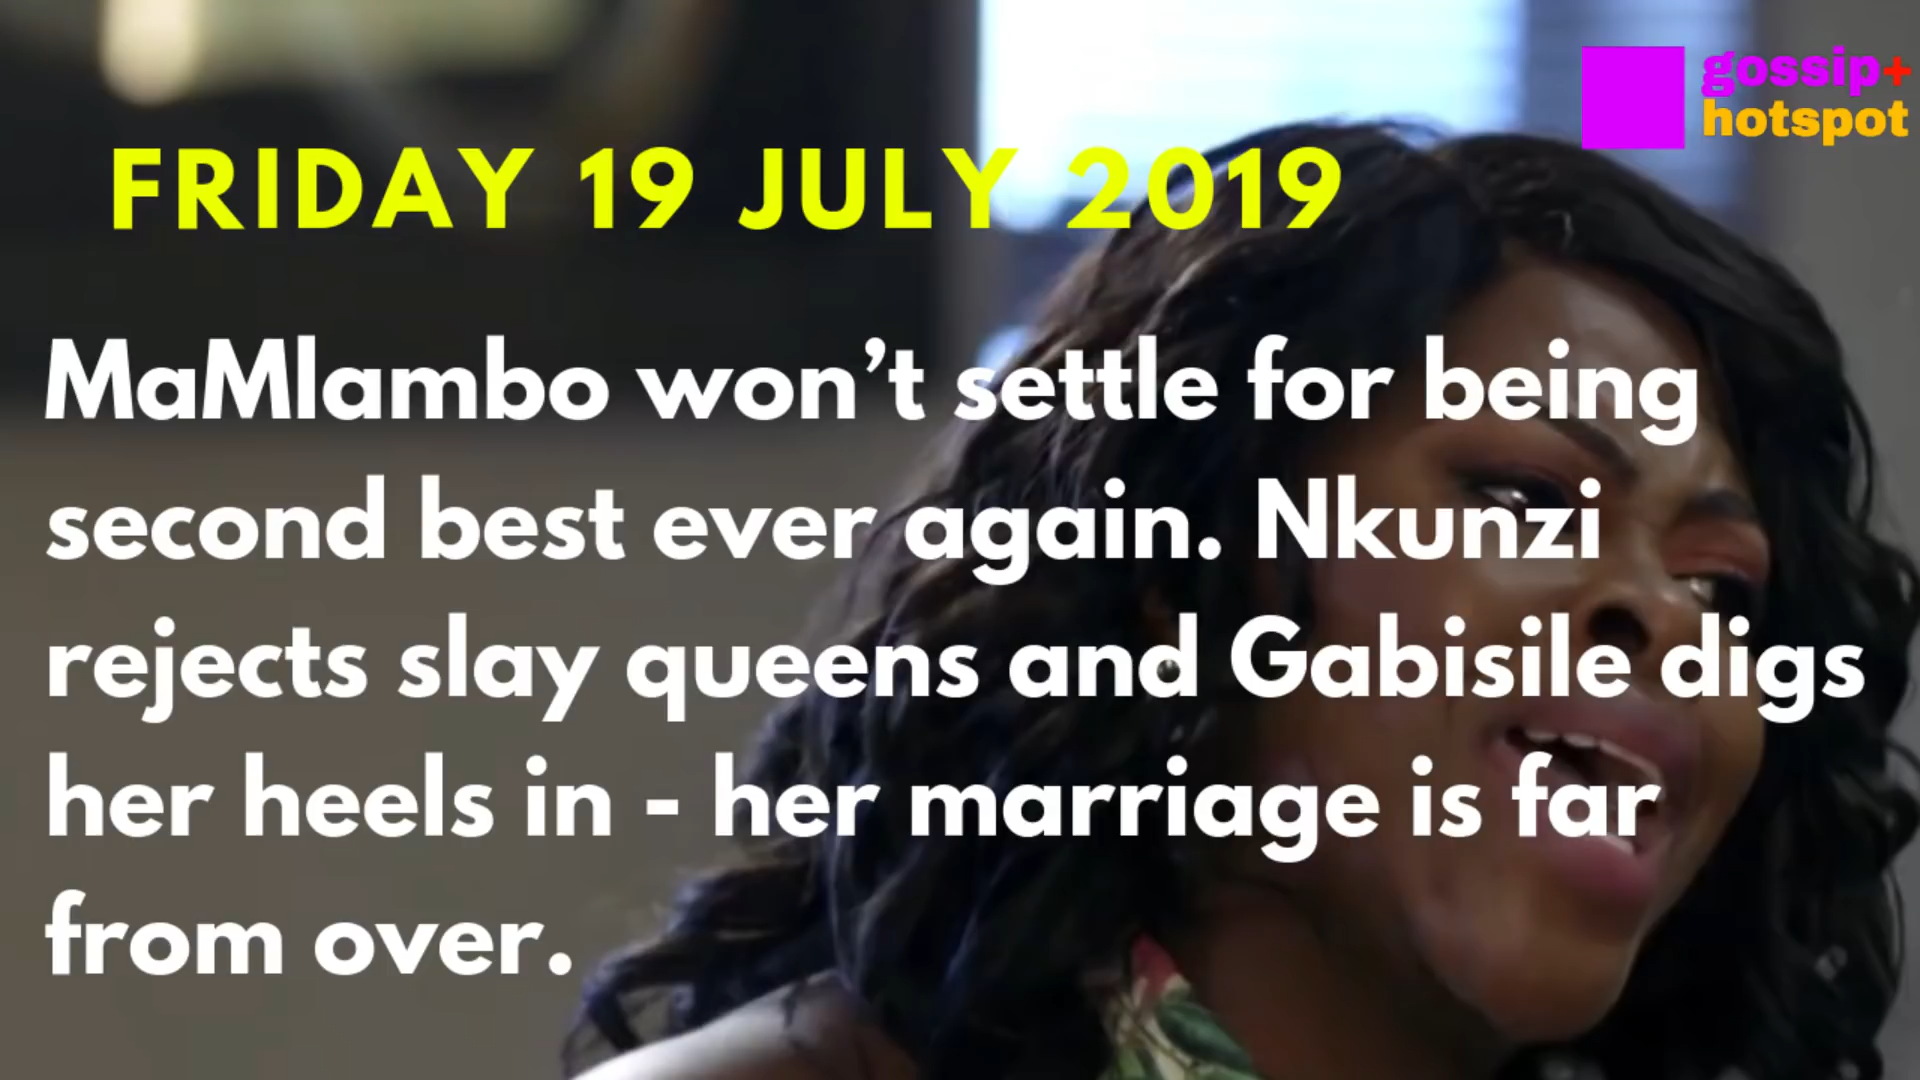 gossip+
hotspot
FRIDAY 19 JULY 2019
MaMlambo won’t settle for being
second best ever again. Nkunzi
rejects slay queens and Gabisile digs
her heels in - her marriage is far
from over.